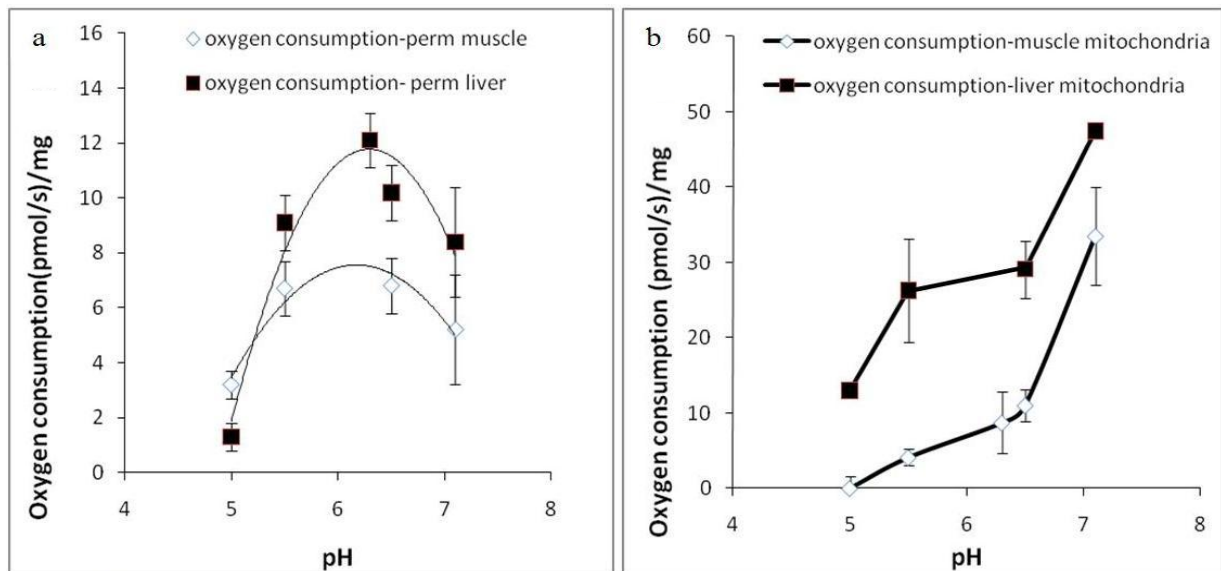 a
oxygen consumption-perm muscle
oxygen consumption- perm liver
Oxygen consumption(pmol/s)/mg
16
14
12
10
8
6
4
2
0
4 5 6 7 8
pH
b
oxygen consumption-muscle mitochondria
oxygen consumption-liver mitochondria
Oxygen consumption (pmol/s)/mg
60
50
40
30
20
10
0
4 5 6 7 8
pH